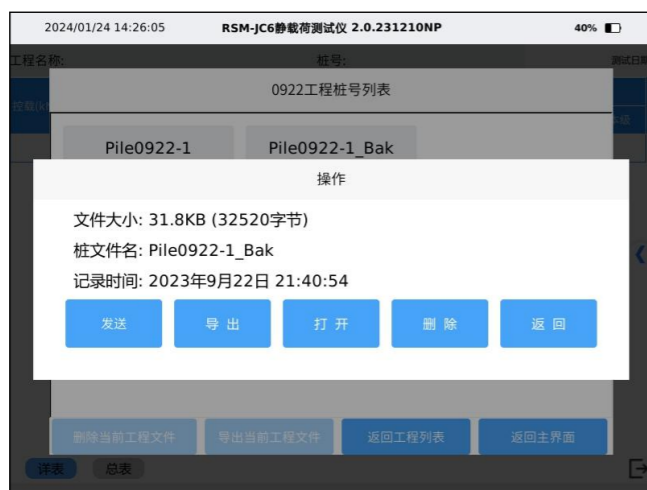 2024/01/24 14:26:05 RSM-JC6静载荷测试仪 2.0.231210NP 40%
工程名称: 桩号: 测试日期
0922工程桩号列表
控载(kN
本级
Pile0922-1 Pile0922-1_Bak
操作
文件大小: 31.8KB (32520字节)
桩文件名: Pile0922-1_Bak
记录时间: 2023年9月22日 21:40:54
发送 导出 打开 删除 返回
删除当前工程文件 导出当前工程文件 返回工程列表 返回主界面
详表 总表